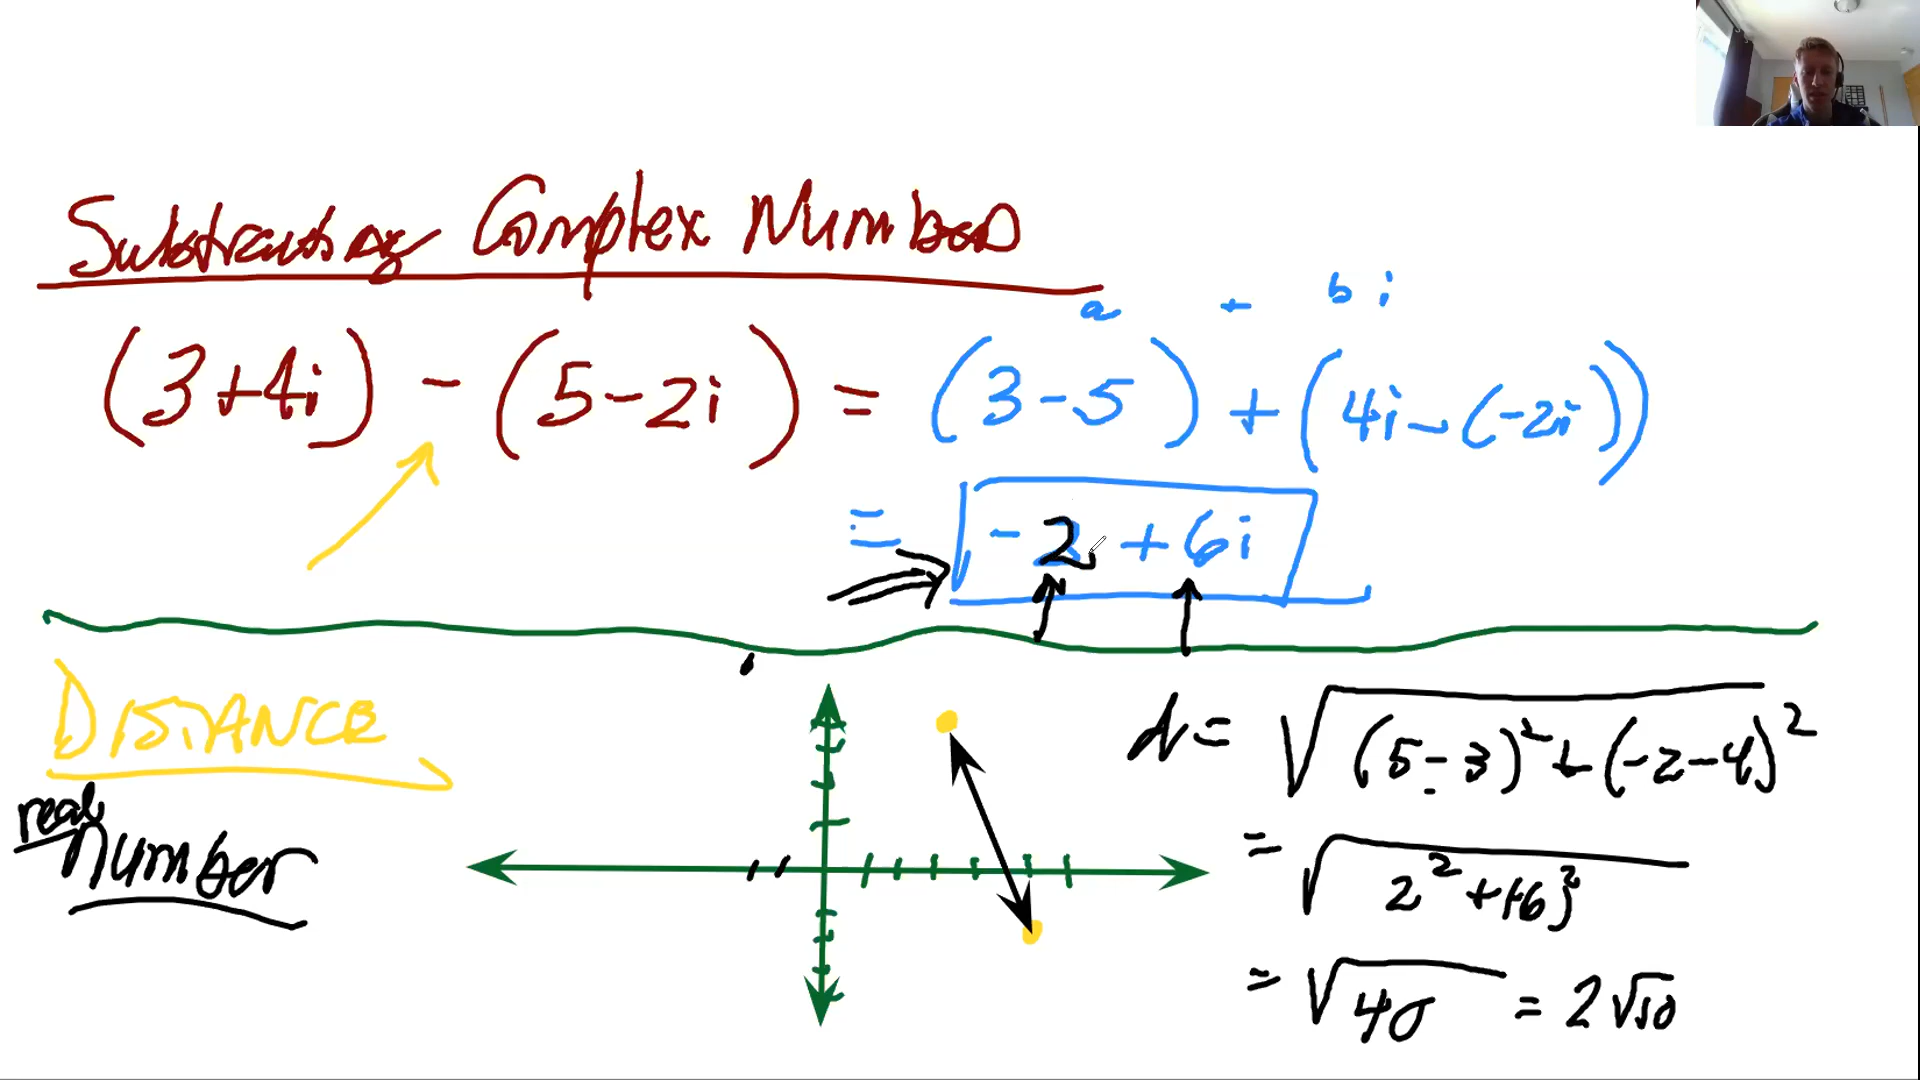 Subtracting Complex Numbers
a + bi
(3+4i) - (5-2i) = (3-5) + (4i-(-2i))
= -2 + 6i
DISTANCE
real
Number
d = √(5-3)²+(-2-4)²
= √2²+(-6)²
= √40 = 2√10